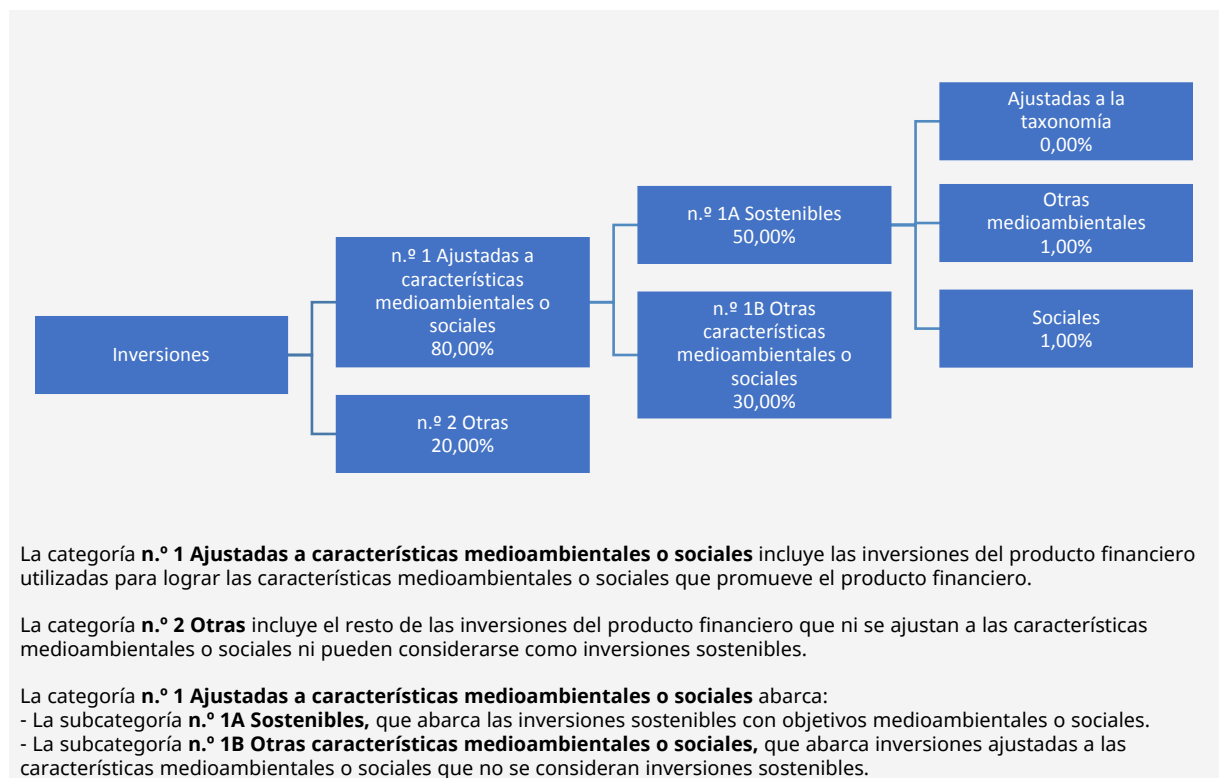 Inversiones
n.º 1 Ajustadas a
características
medioambientales o
sociales
80,00%
n.º 2 Otras
20,00%
n.º 1A Sostenibles
50,00%
n.º 1B Otras
características
medioambientales o
sociales
30,00%
Ajustadas a la
taxonomía
0,00%
Otras
medioambientales
1,00%
Sociales
1,00%
La categoría n.º 1 Ajustadas a características medioambientales o sociales incluye las inversiones del producto financiero
utilizadas para lograr las características medioambientales o sociales que promueve el producto financiero.
La categoría n.º 2 Otras incluye el resto de las inversiones del producto financiero que ni se ajustan a las características
medioambientales o sociales ni pueden considerarse como inversiones sostenibles.
La categoría n.º 1 Ajustadas a características medioambientales o sociales abarca:
- La subcategoría n.º 1A Sostenibles, que abarca las inversiones sostenibles con objetivos medioambientales o sociales.
- La subcategoría n.º 1B Otras características medioambientales o sociales, que abarca inversiones ajustadas a las
características medioambientales o sociales que no se consideran inversiones sostenibles.